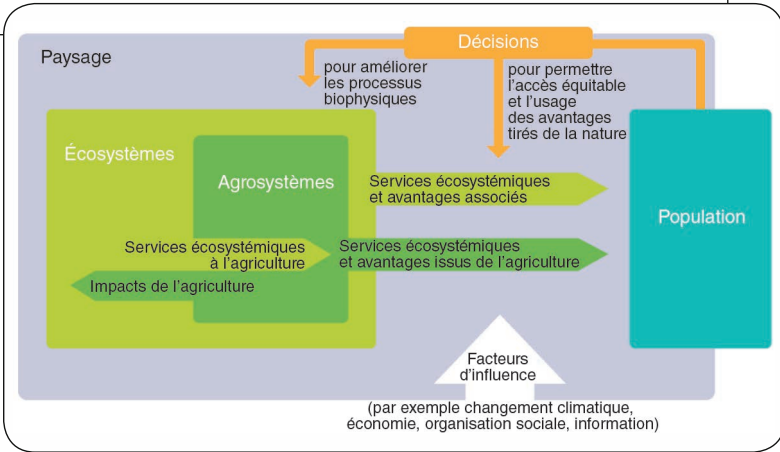 Décisions
Paysage
pour améliorer
les processus
biophysiques
pour permettre
l'accès équitable
et l'usage
des avantages
tirés de la nature
Écosystèmes
Agrosystèmes
Services écosystémiques
et avantages associés
Population
Services écosystémiques
à l'agriculture
Services écosystémiques
et avantages issus de l'agriculture
Impacts de l'agriculture
Facteurs
d'influence
(par exemple changement climatique,
économie, organisation sociale, information)